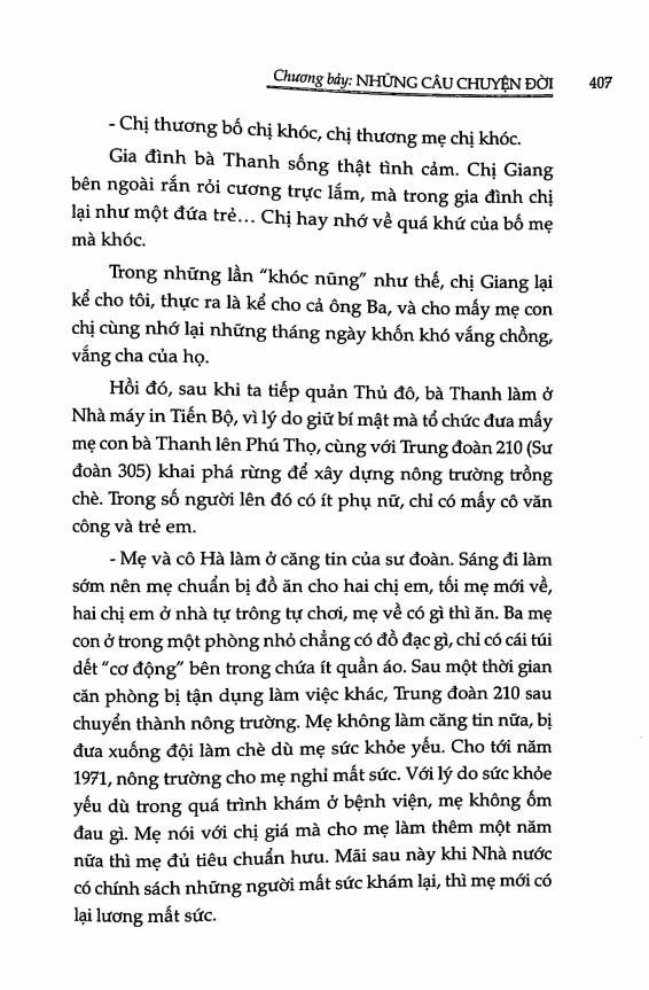 Chương bảy: NHỮNG CÂU CHUYỆN ĐỜI 407
- Chị thương bố chị khóc, chị thương mẹ chị khóc.
Gia đình bà Thanh sống thật tình cảm. Chị Giang
bên ngoài rắn rỏi cương trực lắm, mà trong gia đình chị
lại như một đứa trẻ... Chị hay nhớ về quá khứ của bố mẹ
mà khóc.
Trong những lần "khóc nũng" như thế, chị Giang lại
kể cho tôi, thực ra là kể cho cả ông Ba, và cho mấy mẹ con
chị cùng nhớ lại những tháng ngày khốn khó vắng chồng,
vắng cha của họ.
Hồi đó, sau khi ta tiếp quản Thủ đô, bà Thanh làm ở
Nhà máy in Tiến Bộ, vì lý do giữ bí mật mà tổ chức đưa mấy
mẹ con bà Thanh lên Phú Thọ, cùng với Trung đoàn 210 (Sư
đoàn 305) khai phá rừng để xây dựng nông trường trồng
chè. Trong số người lên đó có ít phụ nữ, chỉ có mấy cô văn
công và trẻ em.
- Mẹ và cô Hà làm ở căng tin của sư đoàn. Sáng đi làm
sớm nên mẹ chuẩn bị đồ ăn cho hai chị em, tối mẹ mới về,
hai chị em ở nhà tự trông tự chơi, mẹ về có gì thì ăn. Ba mẹ
con ở trong một phòng nhỏ chẳng có đồ đạc gì, chỉ có cái túi
dết "cơ động" bên trong chứa ít quần áo. Sau một thời gian
căn phòng bị tận dụng làm việc khác, Trung đoàn 210 sau
chuyển thành nông trường. Mẹ không làm căng tin nữa, bị
đưa xuống đội làm chè dù mẹ sức khỏe yếu. Cho tới năm
1971, nông trường cho mẹ nghỉ mất sức. Với lý do sức khỏe
yếu dù trong quá trình khám ở bệnh viện, mẹ không ốm
đau gì. Mẹ nói với chị giá mà cho mẹ làm thêm một năm
nữa thì mẹ đủ tiêu chuẩn hưu. Mãi sau này khi Nhà nước
có chính sách những người mất sức khám lại, thì mẹ mới có
lại lương mất sức.